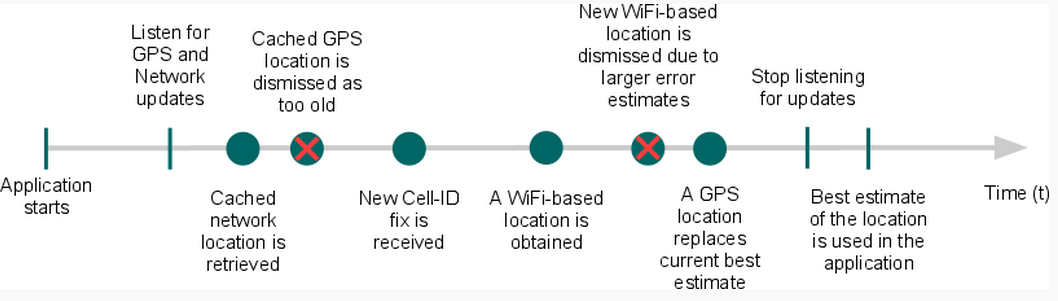 Application
starts
Listen for
GPS and
Network
updates
Cached
network
location is
retrieved
Cached GPS
location is
dismissed as
too old
New Cell-ID
fix is
received
A WiFi-based
location is
obtained
New WiFi-based
location is
dismissed due to
larger error
estimates
A GPS
location
replaces
current best
estimate
Stop listening
for updates
Best estimate
of the location
is used in the
application
Time (t)